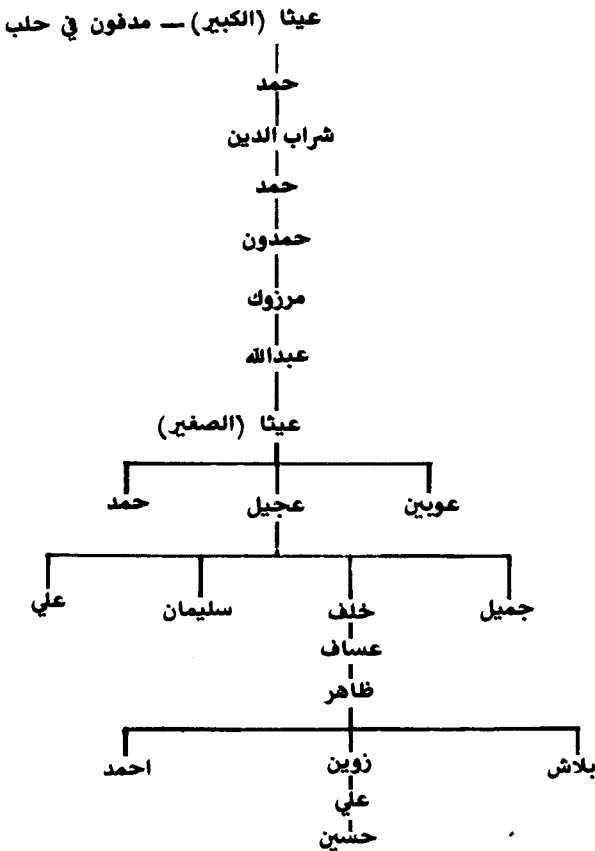 عيثا (الكبير) — مدفون في حلب
حمد
شراب الدين
حمد
حمدون
مرزوك
عبدالله
عيثا (الصغير)
عوبين عجيل حمد
جميل خلف سليمان علي
عساف
ظاهر
بلاش زوين احمد
علي
حسين